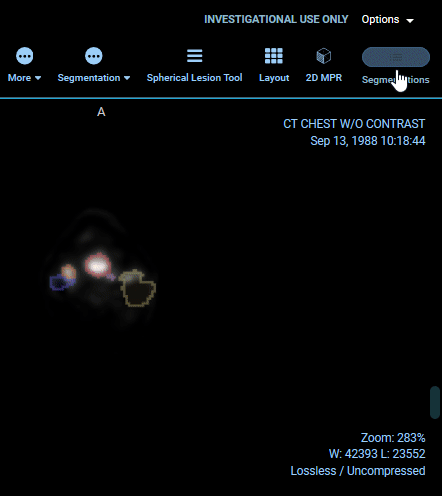 INVESTIGATIONAL USE ONLY Options
More Segmentation Spherical Lesion Tool Layout 2D MPR Segmentations
A
CT CHEST W/O CONTRAST
Sep 13, 1988 10:18:44
Zoom: 283%
W: 42393 L: 23552
Lossless / Uncompressed